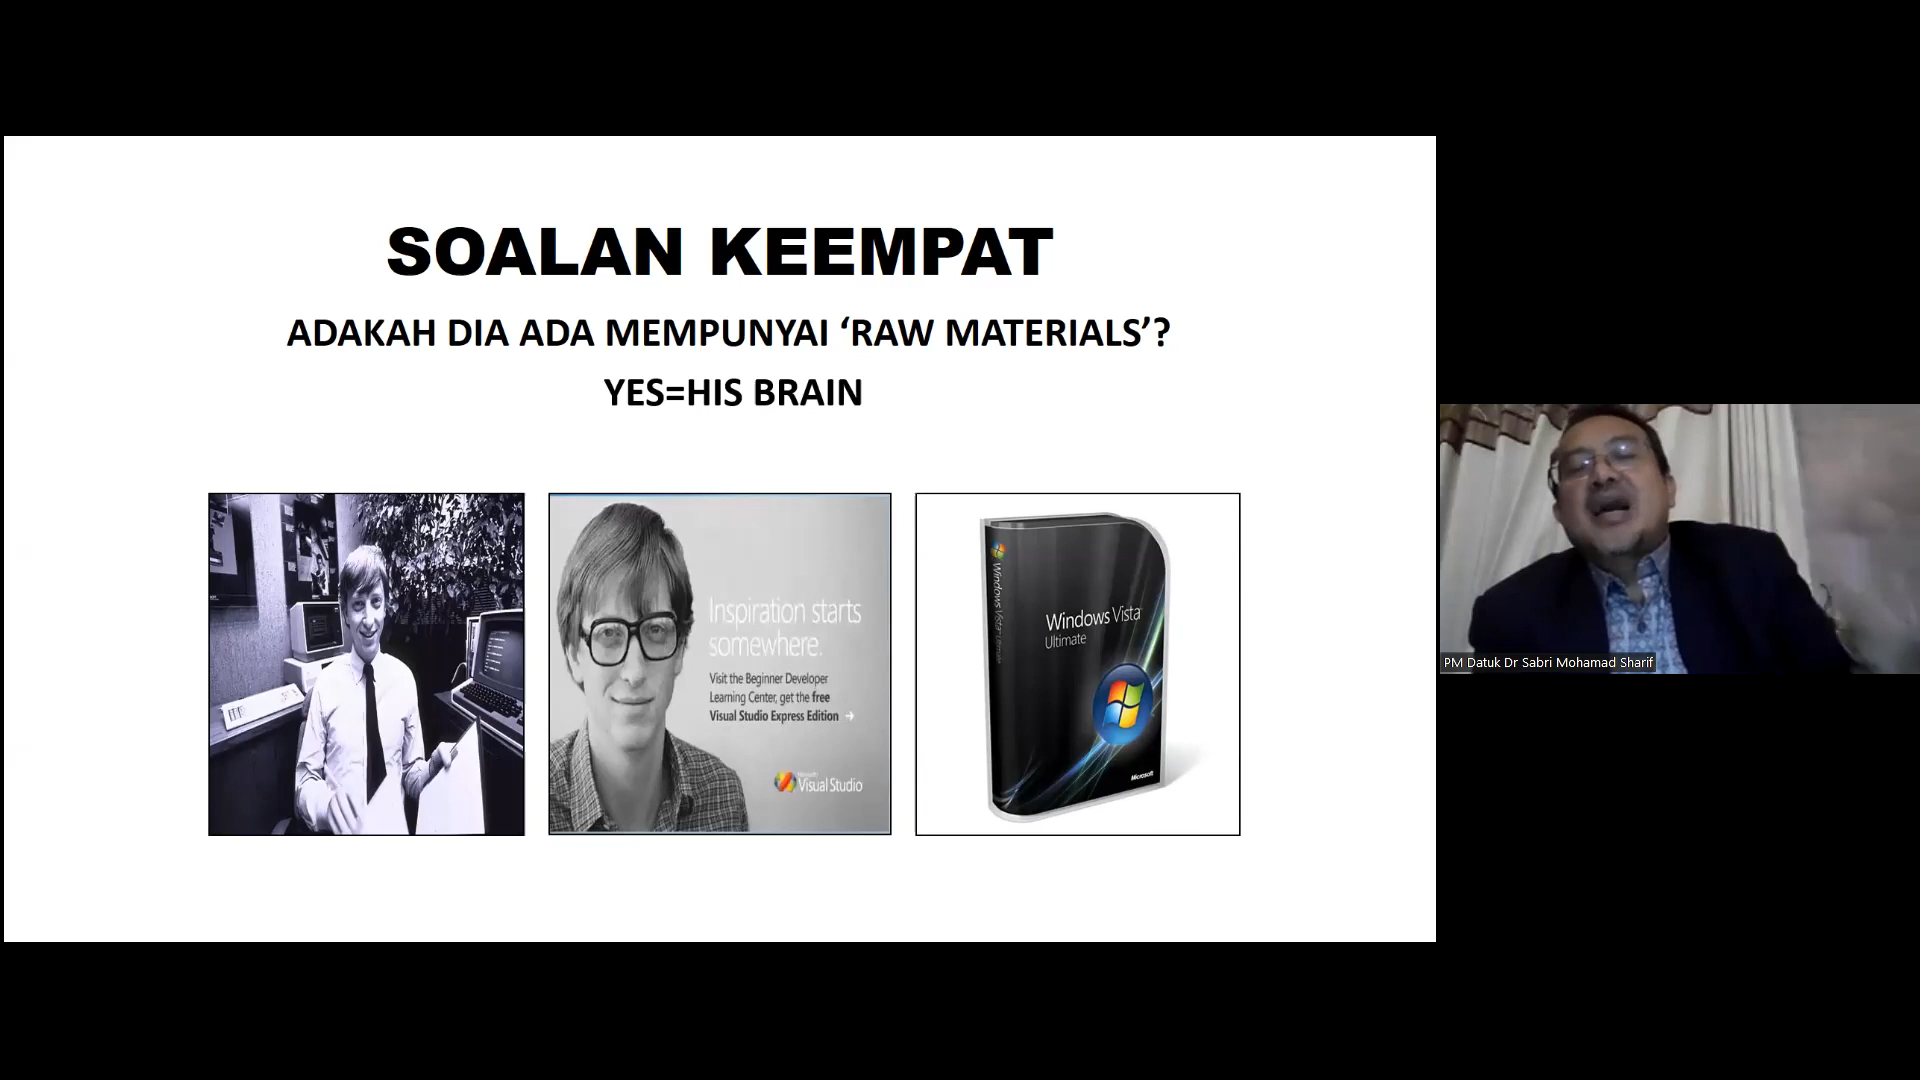 SOALAN KEEMPAT
ADAKAH DIA ADA MEMPUNYAI ‘RAW MATERIALS’?
YES=HIS BRAIN
Inspiration starts
somewhere.
Visit the Beginner Developer
Learning Center, get the free
Visual Studio Express Edition
Microsoft
Visual Studio
Windows Vista Ultimate
Windows Vista
Ultimate
Microsoft
PM Datuk Dr Sabri Mohamad Sharif